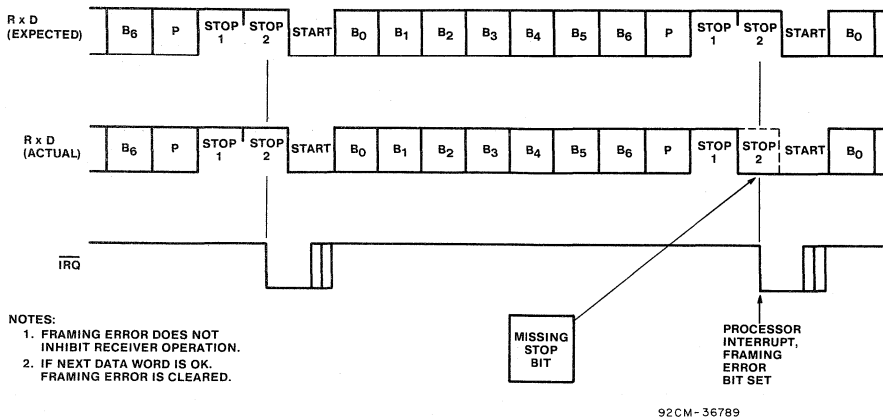 R x D
(EXPECTED)
B6 P STOP 1 STOP 2 START B0 B1 B2 B3 B4 B5 B6 P STOP 1 STOP 2 START B0
R x D
(ACTUAL)
B6 P STOP 1 STOP 2 START B0 B1 B2 B3 B4 B5 B6 P STOP 1 STOP 2 START B0
IRQ
NOTES:
1. FRAMING ERROR DOES NOT
INHIBIT RECEIVER OPERATION.
2. IF NEXT DATA WORD IS OK.
FRAMING ERROR IS CLEARED.
MISSING
STOP
BIT
PROCESSOR
INTERRUPT,
FRAMING
ERROR
BIT SET
92CM-36789